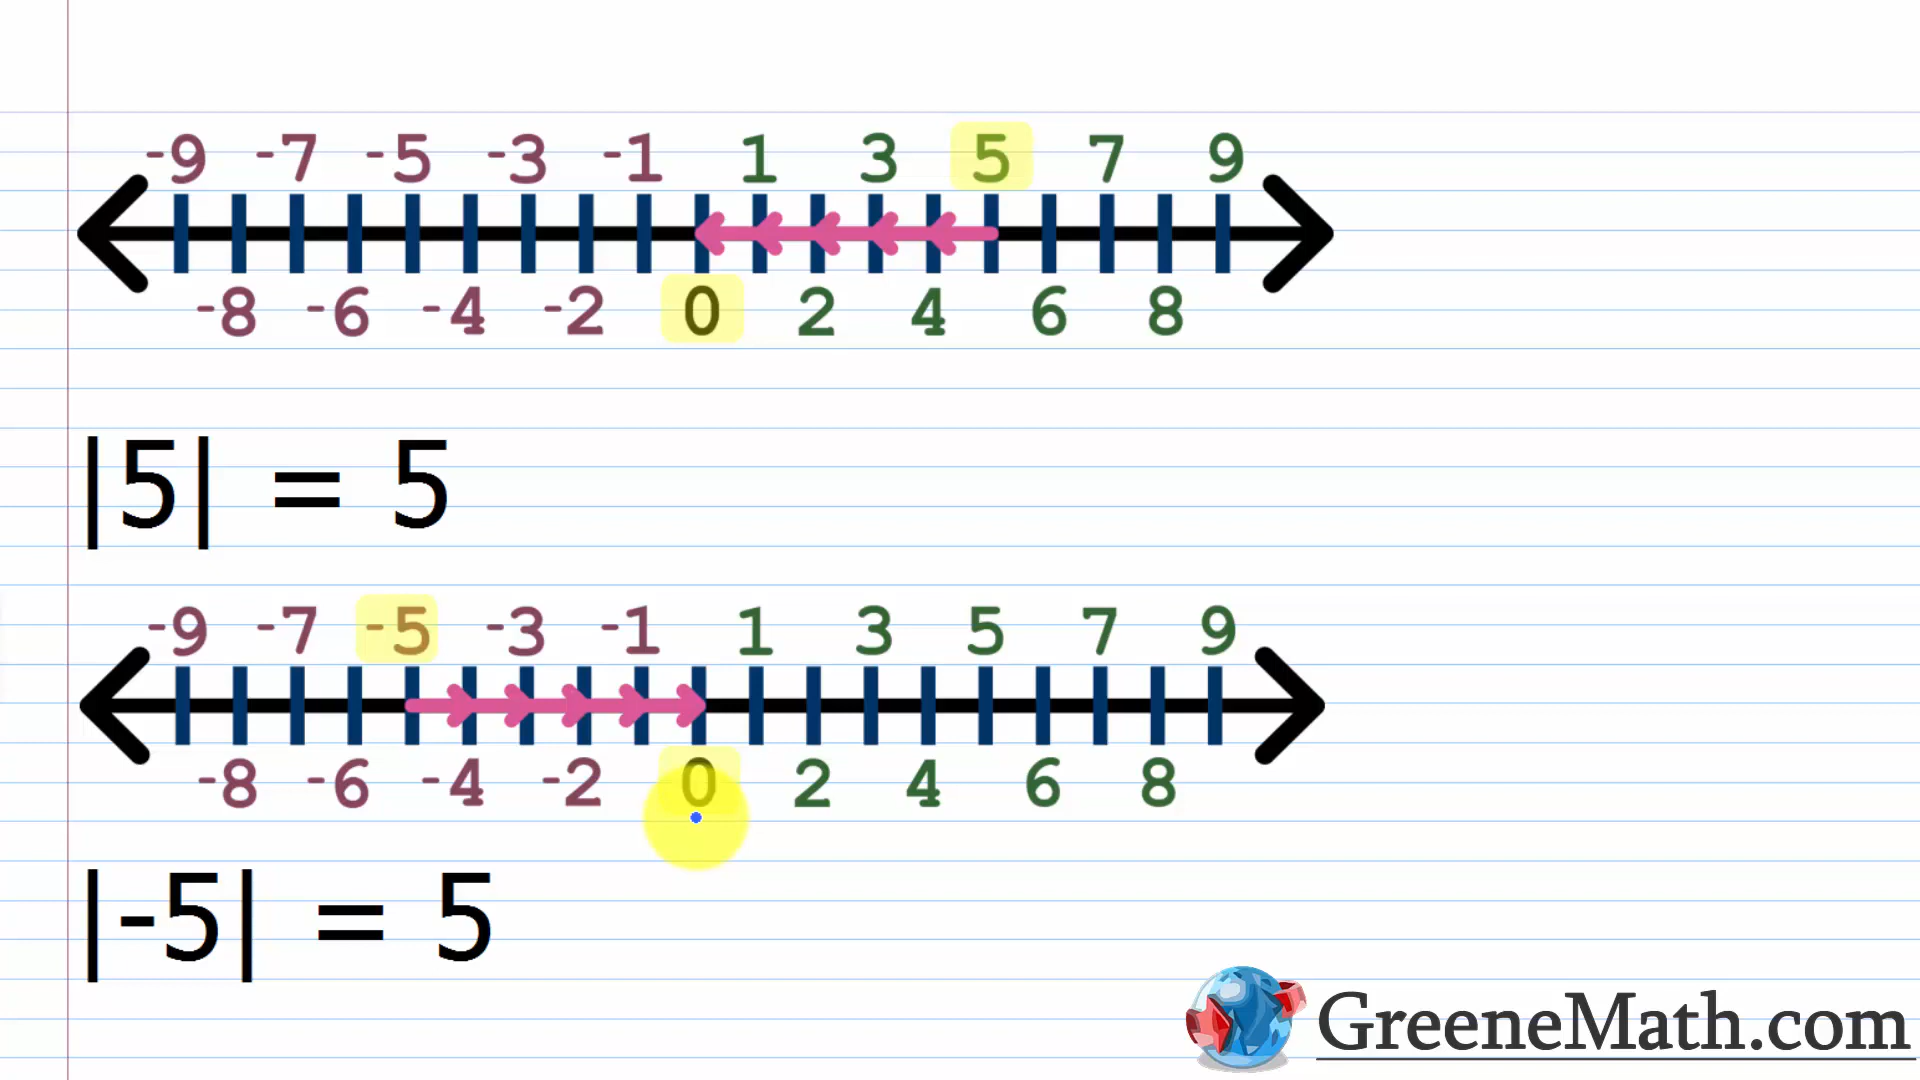 -9 -7 -5 -3 -1 1 3 5 7 9
-8 -6 -4 -2 0 2 4 6 8
|5| = 5
-9 -7 -5 -3 -1 1 3 5 7 9
-8 -6 -4 -2 0 2 4 6 8
|-5| = 5
GreeneMath.com